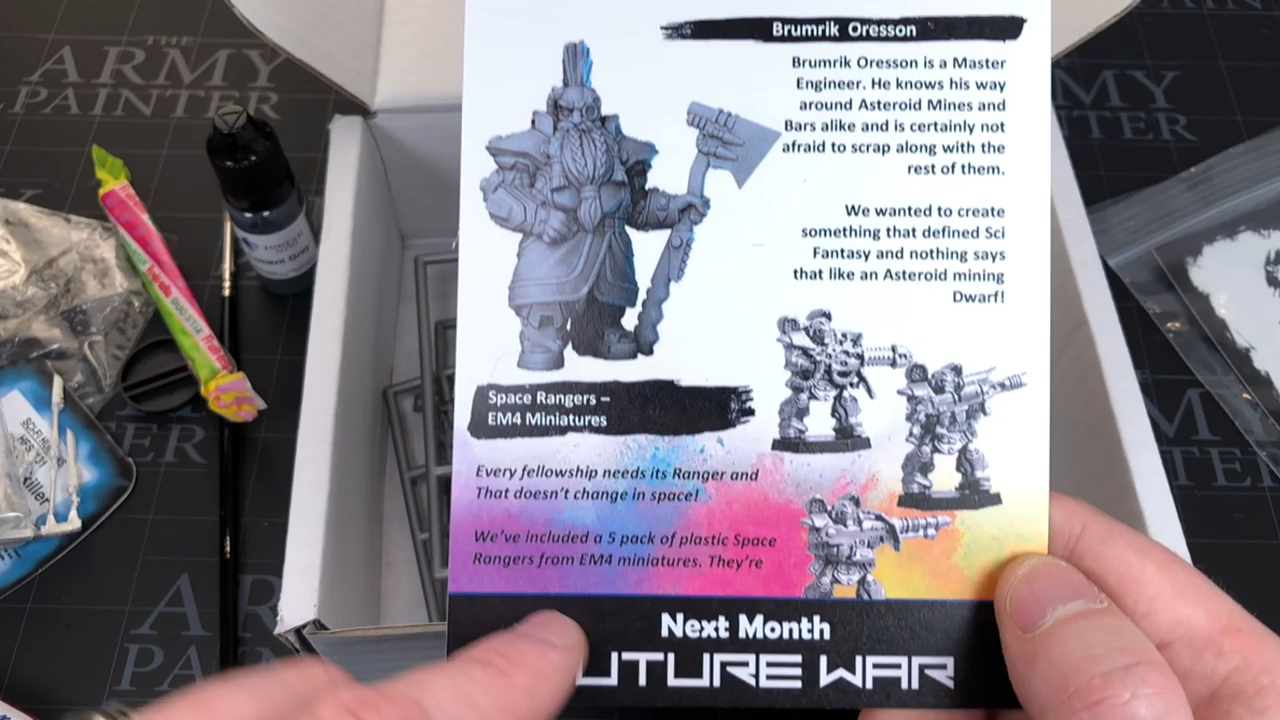 Brumrik Oresson
Brumrik Oresson is a Master
Engineer. He knows his way
around Asteroid Mines and
Bars alike and is certainly not
afraid to scrap along with the
rest of them.
We wanted to create
something that defined Sci
Fantasy and nothing says
that like an Asteroid mining
Dwarf!
Space Rangers –
EM4 Miniatures
Every fellowship needs its Ranger and
That doesn't change in space!
We've included a 5 pack of plastic Space
Rangers from EM4 miniatures. They're
Next Month
UTURE WAR
THE
ARMY
PAINTER
ARMY
PAINTER